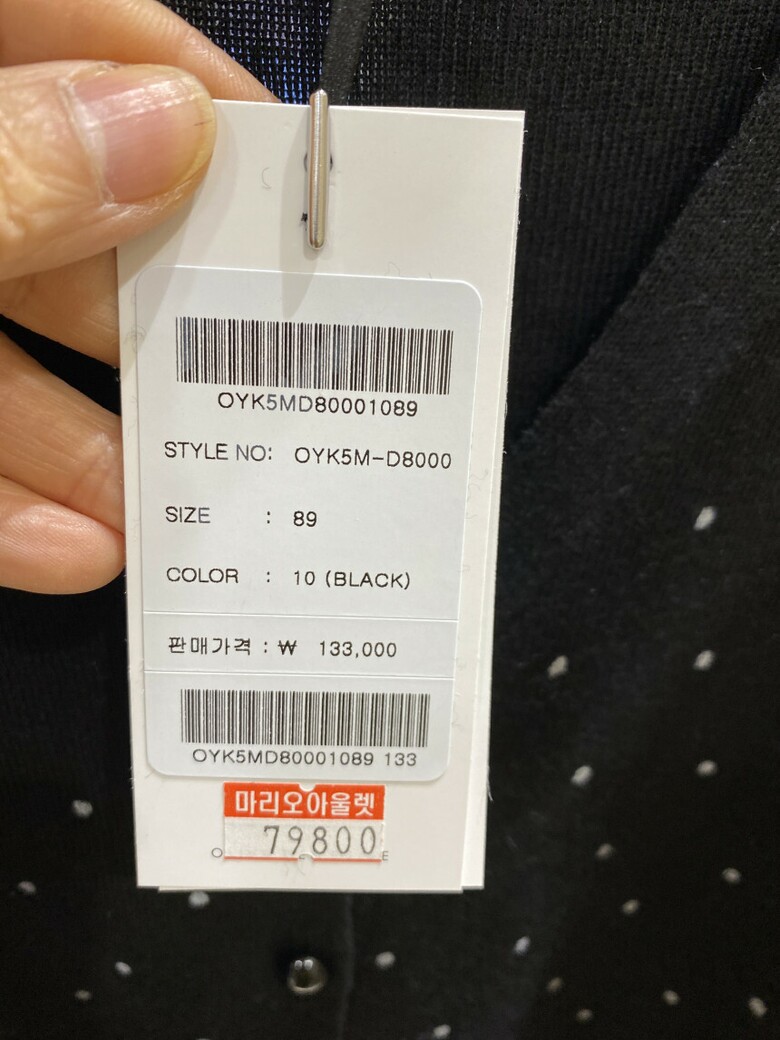 OYK5MD80001089
STYLE NO: OYK5M-D8000
SIZE : 89
COLOR : 10 (BLACK)
판매가격 : ₩ 133,000
OYK5MD80001089 133
마리오아울렛
79800